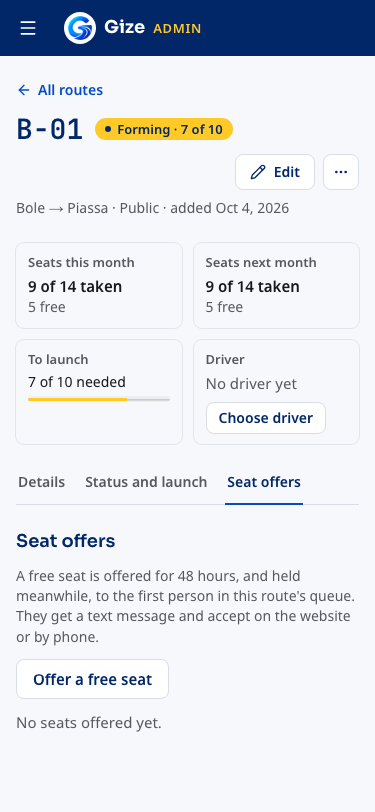 Gize ADMIN
← All routes
B-01 Forming · 7 of 10
Edit
···
Bole → Piassa · Public · added Oct 4, 2026
Seats this month
9 of 14 taken
5 free
Seats next month
9 of 14 taken
5 free
To launch
7 of 10 needed
Driver
No driver yet
Choose driver
Details Status and launch Seat offers
Seat offers
A free seat is offered for 48 hours, and held
meanwhile, to the first person in this route's queue.
They get a text message and accept on the website
or by phone.
Offer a free seat
No seats offered yet.